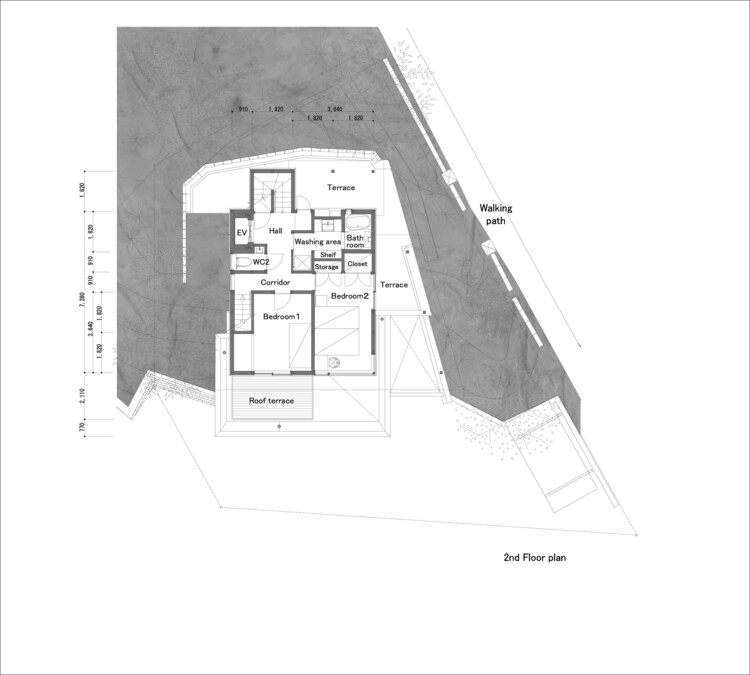 910
1,820
3,640
1,820
1,820
1,820
Terrace
Walking
path
1,820
EV
Hall
Washing area
Bath
room
910
WC2
Shelf
Storage
Closet
910
Corridor
Terrace
7,280
1,820
Bedroom2
Bedroom1
3,640
1,820
2,110
Roof terrace
770
2nd Floor plan